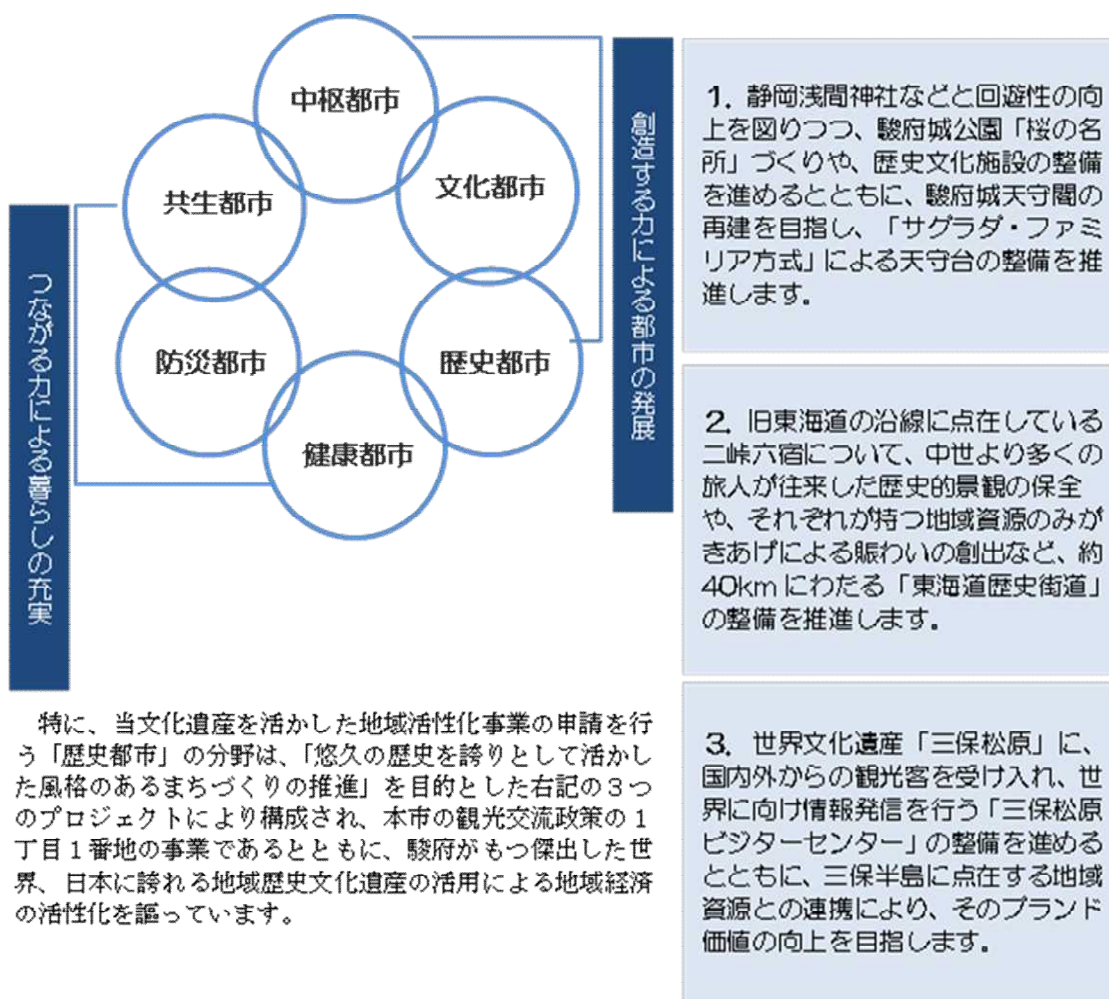 中枢都市
文化都市
共生都市
防災都市
歴史都市
健康都市
つながる力による暮らしの充実
創造する力による都市の発展
特に、当文化遺産を活かした地域活性化事業の申請を行
う「歴史都市」の分野は、「悠久の歴史を誇りとして活かし
た風格のあるまちづくりの推進」を目的とした右記の３つ
のプロジェクトにより構成され、本市の観光交流政策の１
丁目１番地の事業であるとともに、駿府がもつ傑出した世
界、日本に誇れる地域歴史文化遺産の活用による地域経済
の活性化を謳っています。
1．静岡浅間神社などと回遊性の向
上を図りつつ、駿府城公園「桜の名
所」づくりや、歴史文化施設の整備
を進めるとともに、駿府城天守閣の
再建を目指し、「サグラダ・ファミ
リア方式」による天守台の整備を推
進します。
2．旧東海道の沿線に点在している
二峠六宿について、中世より多くの
旅人が往来した歴史的景観の保全
や、それぞれが持つ地域資源のみが
きあげによる賑わいの創出など、約
40kmにわたる「東海道歴史街道」
の整備を推進します。
3．世界文化遺産「三保松原」に、
国内外からの観光客を受け入れ、世
界に向け情報発信を行う「三保松原
ビジターセンター」の整備を進める
とともに、三保半島に点在する地域
資源との連携により、そのブランド
価値の向上を目指します。